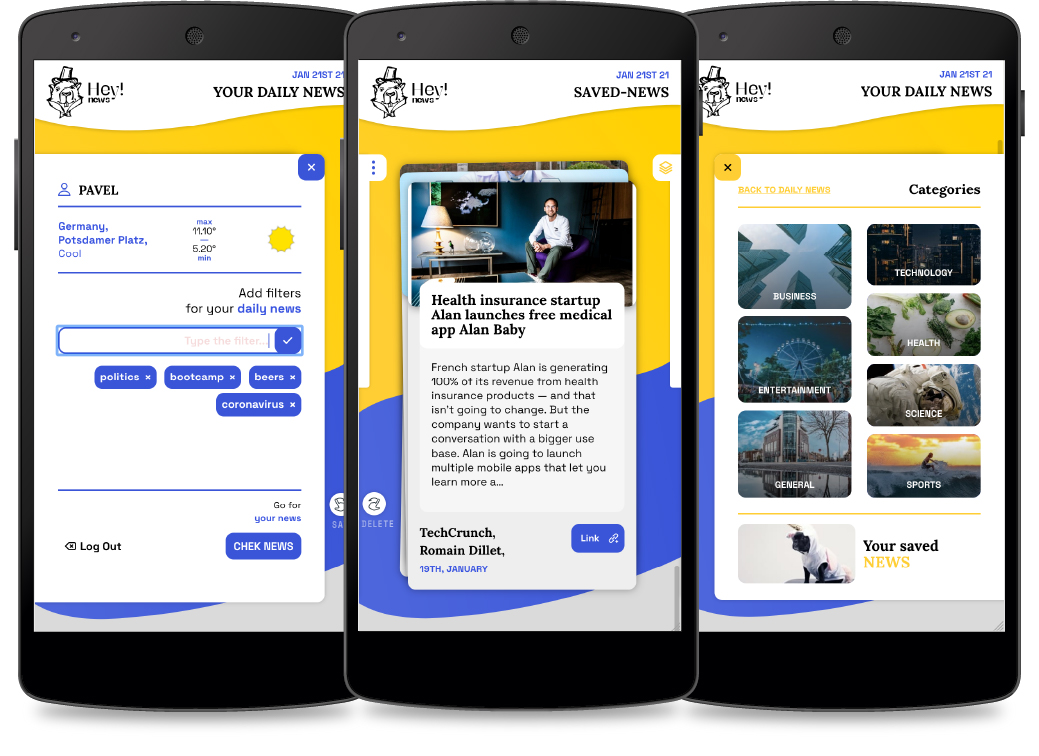 Hey!
news
JAN 21ST 21
YOUR DAILY NEWS
PAVEL
Germany,
Potsdamer Platz,
Cool
max
11.10°
—
5.20°
min
Add filters
for your daily news
Type the filter...
politics ×
bootcamp ×
beers ×
coronavirus ×
Go for
your news
Log Out
CHEK NEWS
SA
Hey!
news
JAN 21ST 21
SAVED-NEWS
Health insurance startup
Alan launches free medical
app Alan Baby
French startup Alan is generating
100% of its revenue from health
insurance products — and that
isn't going to change. But the
company wants to start a
conversation with a bigger use
base. Alan is going to launch
multiple mobile apps that let you
learn more a...
DELETE
TechCrunch,
Romain Dillet,
19TH, JANUARY
Link
Hey!
news
JAN 21ST 21
YOUR DAILY NEWS
BACK TO DAILY NEWS
Categories
BUSINESS
TECHNOLOGY
HEALTH
ENTERTAINMENT
SCIENCE
GENERAL
SPORTS
Your saved
NEWS